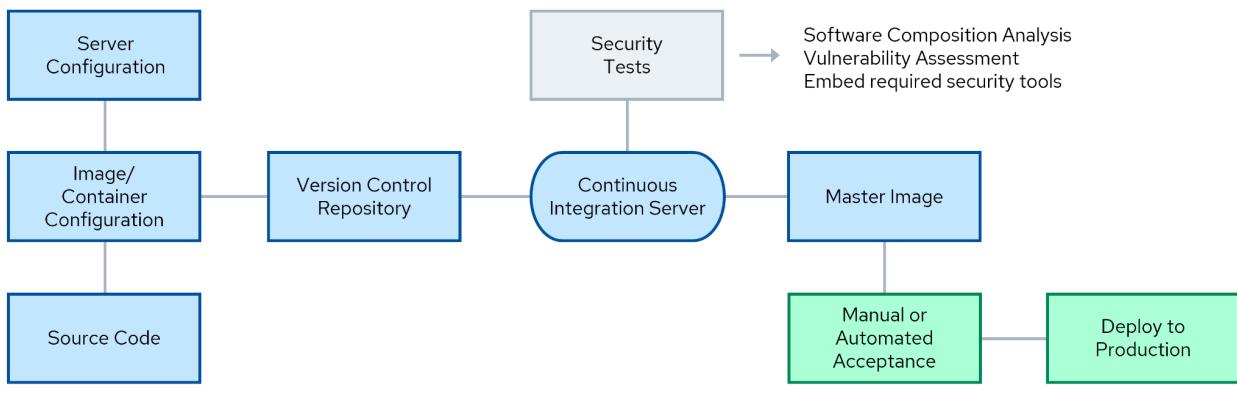 Server
Configuration
Security
Tests
Software Composition Analysis
Vulnerability Assessment
Embed required security tools
Image/
Container
Configuration
Version Control
Repository
Continuous
Integration Server
Master Image
Source Code
Manual or
Automated
Acceptance
Deploy to
Production